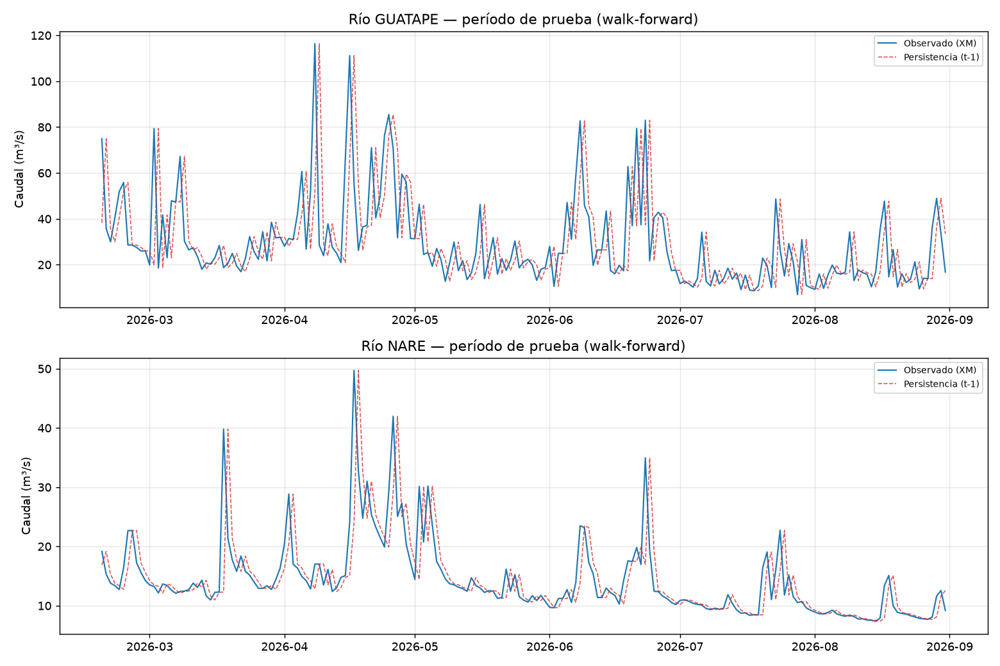 Río GUATAPE — período de prueba (walk-forward)
Observado (XM)
Persistencia (t-1)
Caudal (m³/s)
120
100
80
60
40
20
2026-03 2026-04 2026-05 2026-06 2026-07 2026-08 2026-09
Río NARE — período de prueba (walk-forward)
Observado (XM)
Persistencia (t-1)
Caudal (m³/s)
50
40
30
20
10
2026-03 2026-04 2026-05 2026-06 2026-07 2026-08 2026-09